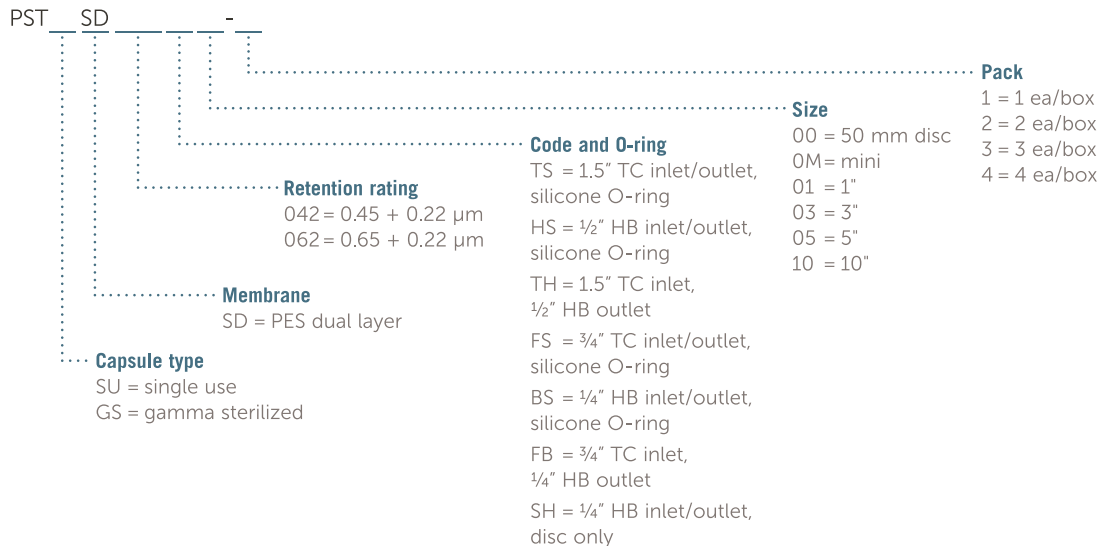 PST SD -
Pack
1 = 1 ea/box
2 = 2 ea/box
3 = 3 ea/box
4 = 4 ea/box
Size
00 = 50 mm disc
0M= mini
01 = 1"
03 = 3"
05 = 5"
10 = 10"
Code and O-ring
TS = 1.5" TC inlet/outlet,
silicone O-ring
HS = ½" HB inlet/outlet,
silicone O-ring
TH = 1.5" TC inlet,
½" HB outlet
FS = ¾" TC inlet/outlet,
silicone O-ring
BS = ¼" HB inlet/outlet,
silicone O-ring
FB = ¾" TC inlet,
¼" HB outlet
SH = ¼" HB inlet/outlet,
disc only
Retention rating
042 = 0.45 + 0.22 µm
062 = 0.65 + 0.22 µm
Membrane
SD = PES dual layer
Capsule type
SU = single use
GS = gamma sterilized